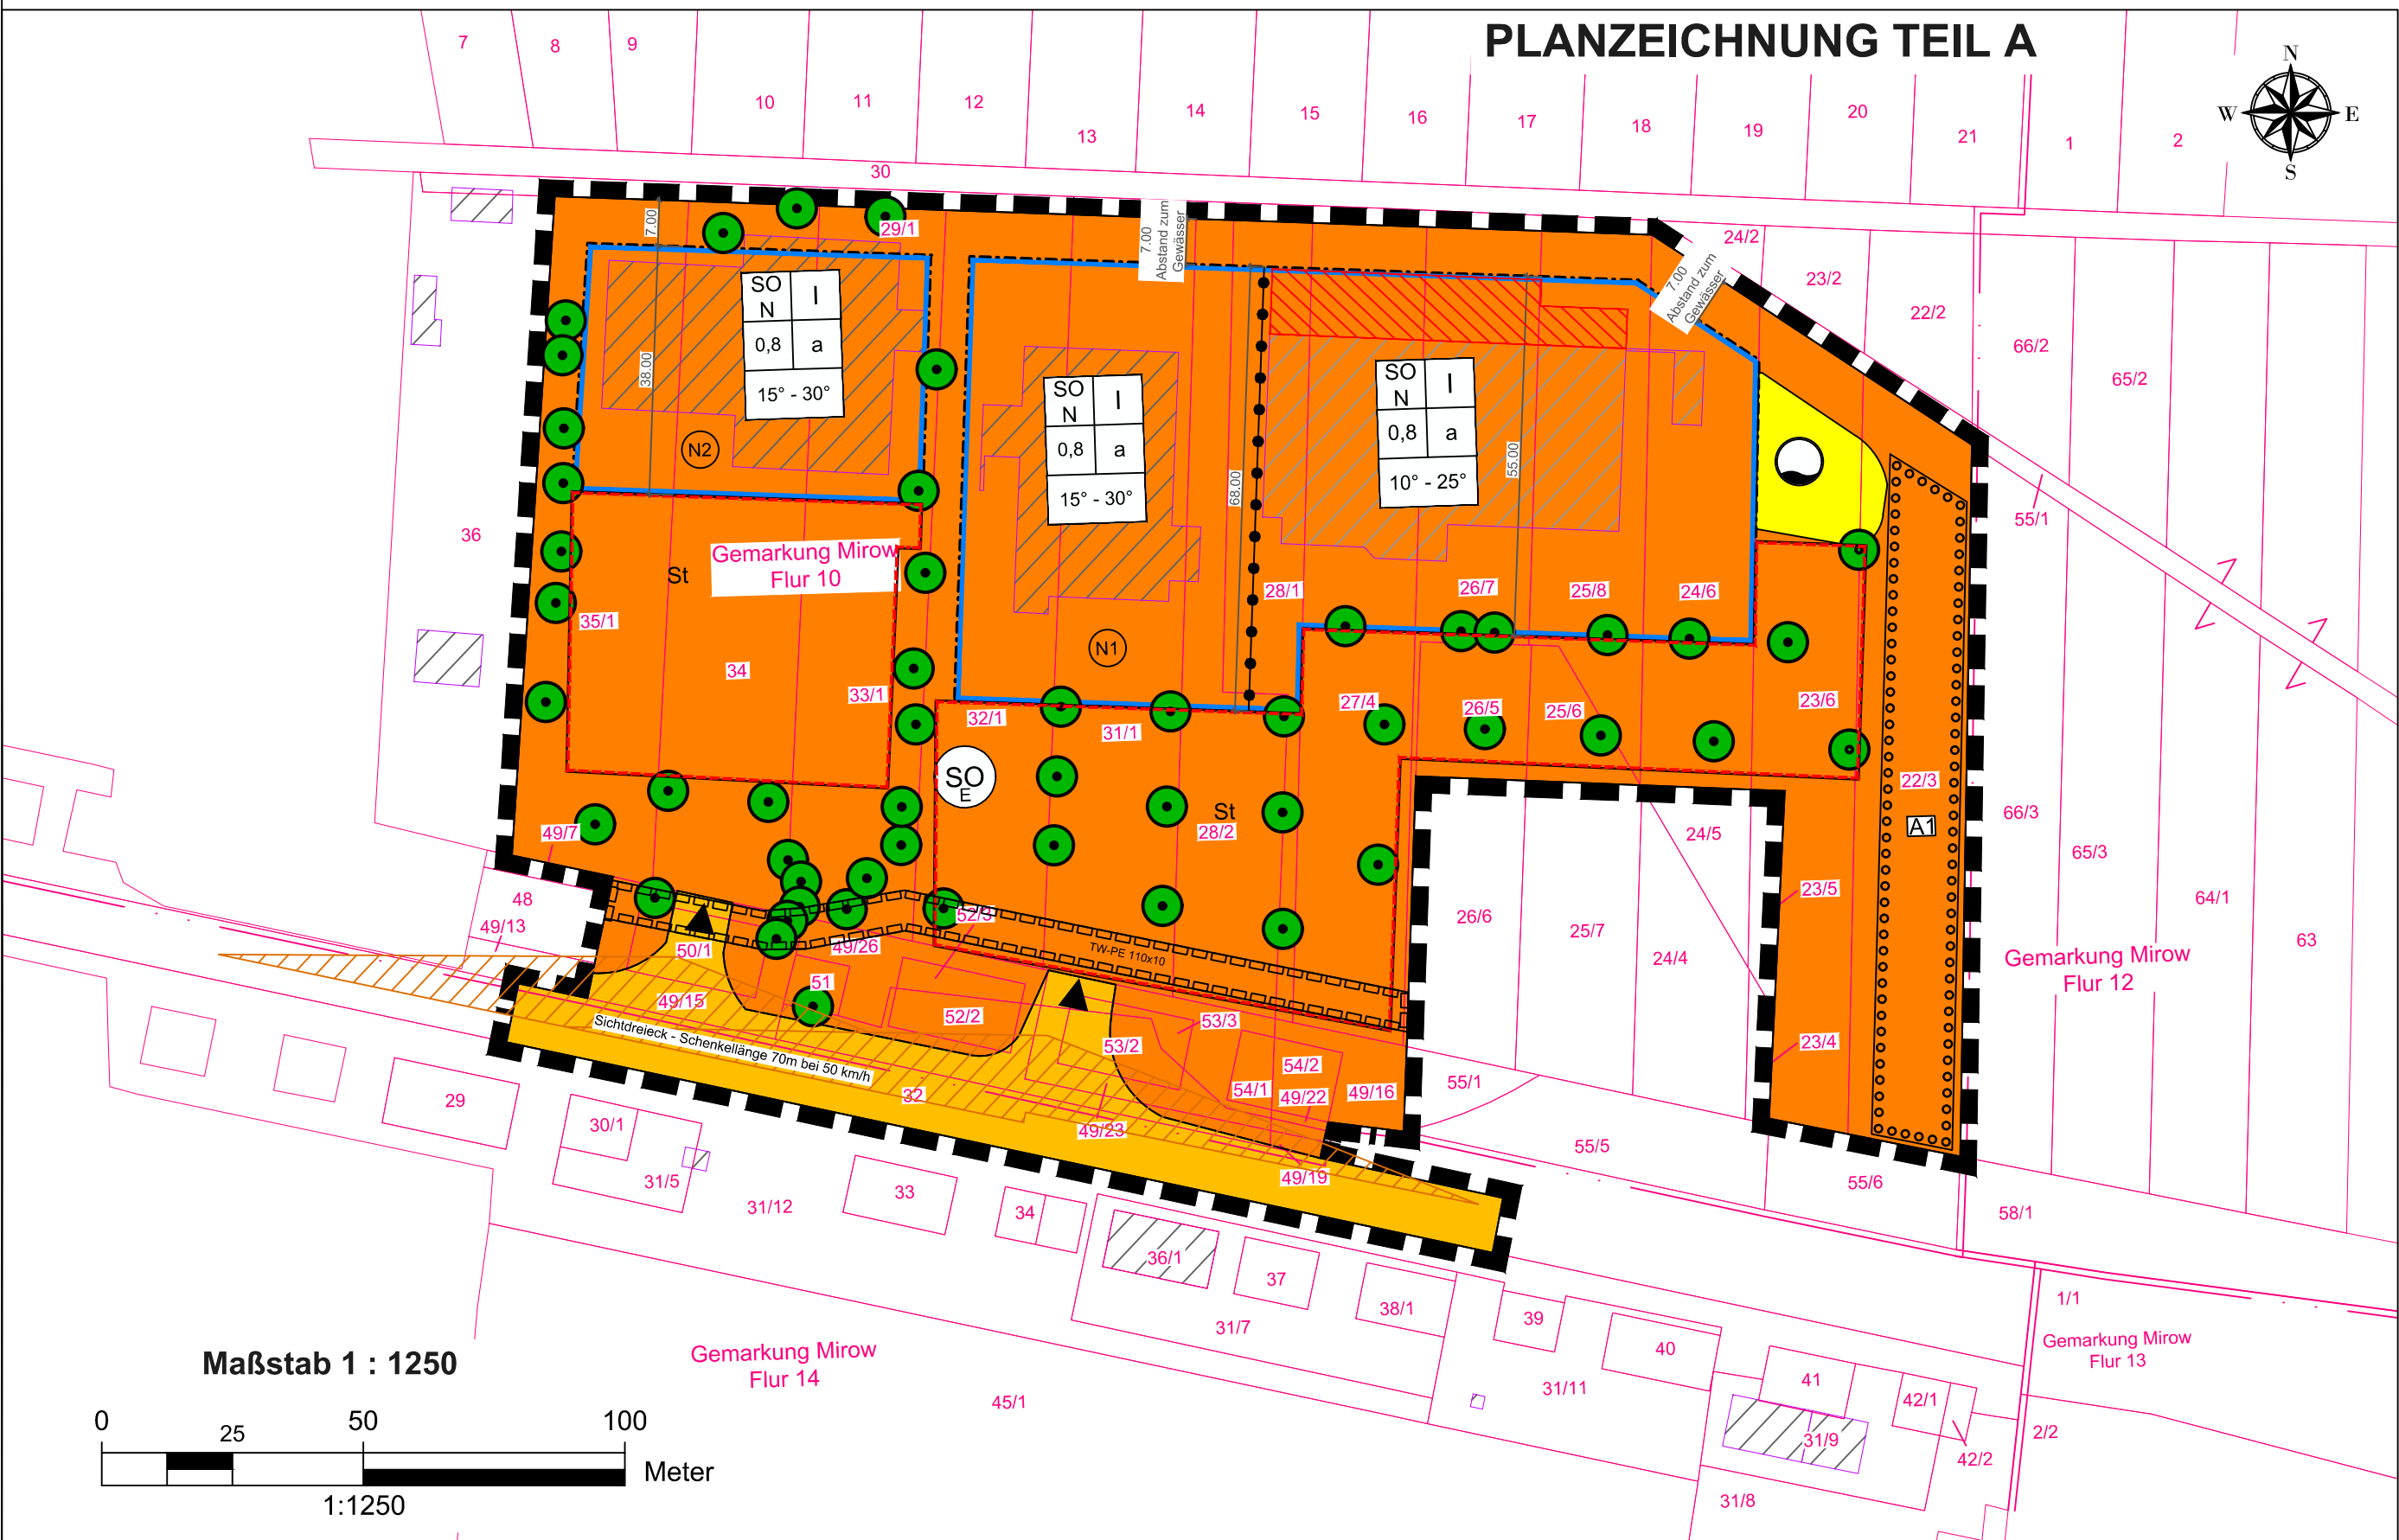 PLANZEICHNUNG TEIL A
N
W
E
S
7
8
9
10
11
12
13
14
15
16
17
18
19
20
21
1
2
30
29/1
7.00
7.00
Abstand zum
Gewässer
7.00
Abstand zum
Gewässer
24/2
23/2
22/2
66/2
65/2
SO
N
I
0,8
a
15° - 30°
38.00
N2
SO
N
I
0,8
a
15° - 30°
68.00
SO
N
I
0,8
a
10° - 25°
55.00
36
St
Gemarkung Mirow
Flur 10
35/1
34
33/1
N1
28/1
26/7
25/8
24/6
55/1
32/1
31/1
27/4
26/5
25/6
23/6
SO
E
St
28/2
22/3
A1
66/3
65/3
64/1
63
24/5
23/5
26/6
25/7
24/4
23/4
Gemarkung Mirow
Flur 12
49/7
48
49/13
50/1
49/26
52/3
TW-PE 110x10
51
49/15
52/2
53/3
53/2
54/2
54/1
49/22
49/16
55/1
Sichtdreieck - Schenkellänge 70m bei 50 km/h
32
49/23
49/19
55/5
55/6
58/1
29
30/1
31/5
31/12
33
34
36/1
37
38/1
31/7
39
40
31/11
41
42/1
31/9
42/2
2/2
31/8
1/1
Gemarkung Mirow
Flur 13
Gemarkung Mirow
Flur 14
45/1
Maßstab 1 : 1250
0
25
50
100
Meter
1:1250